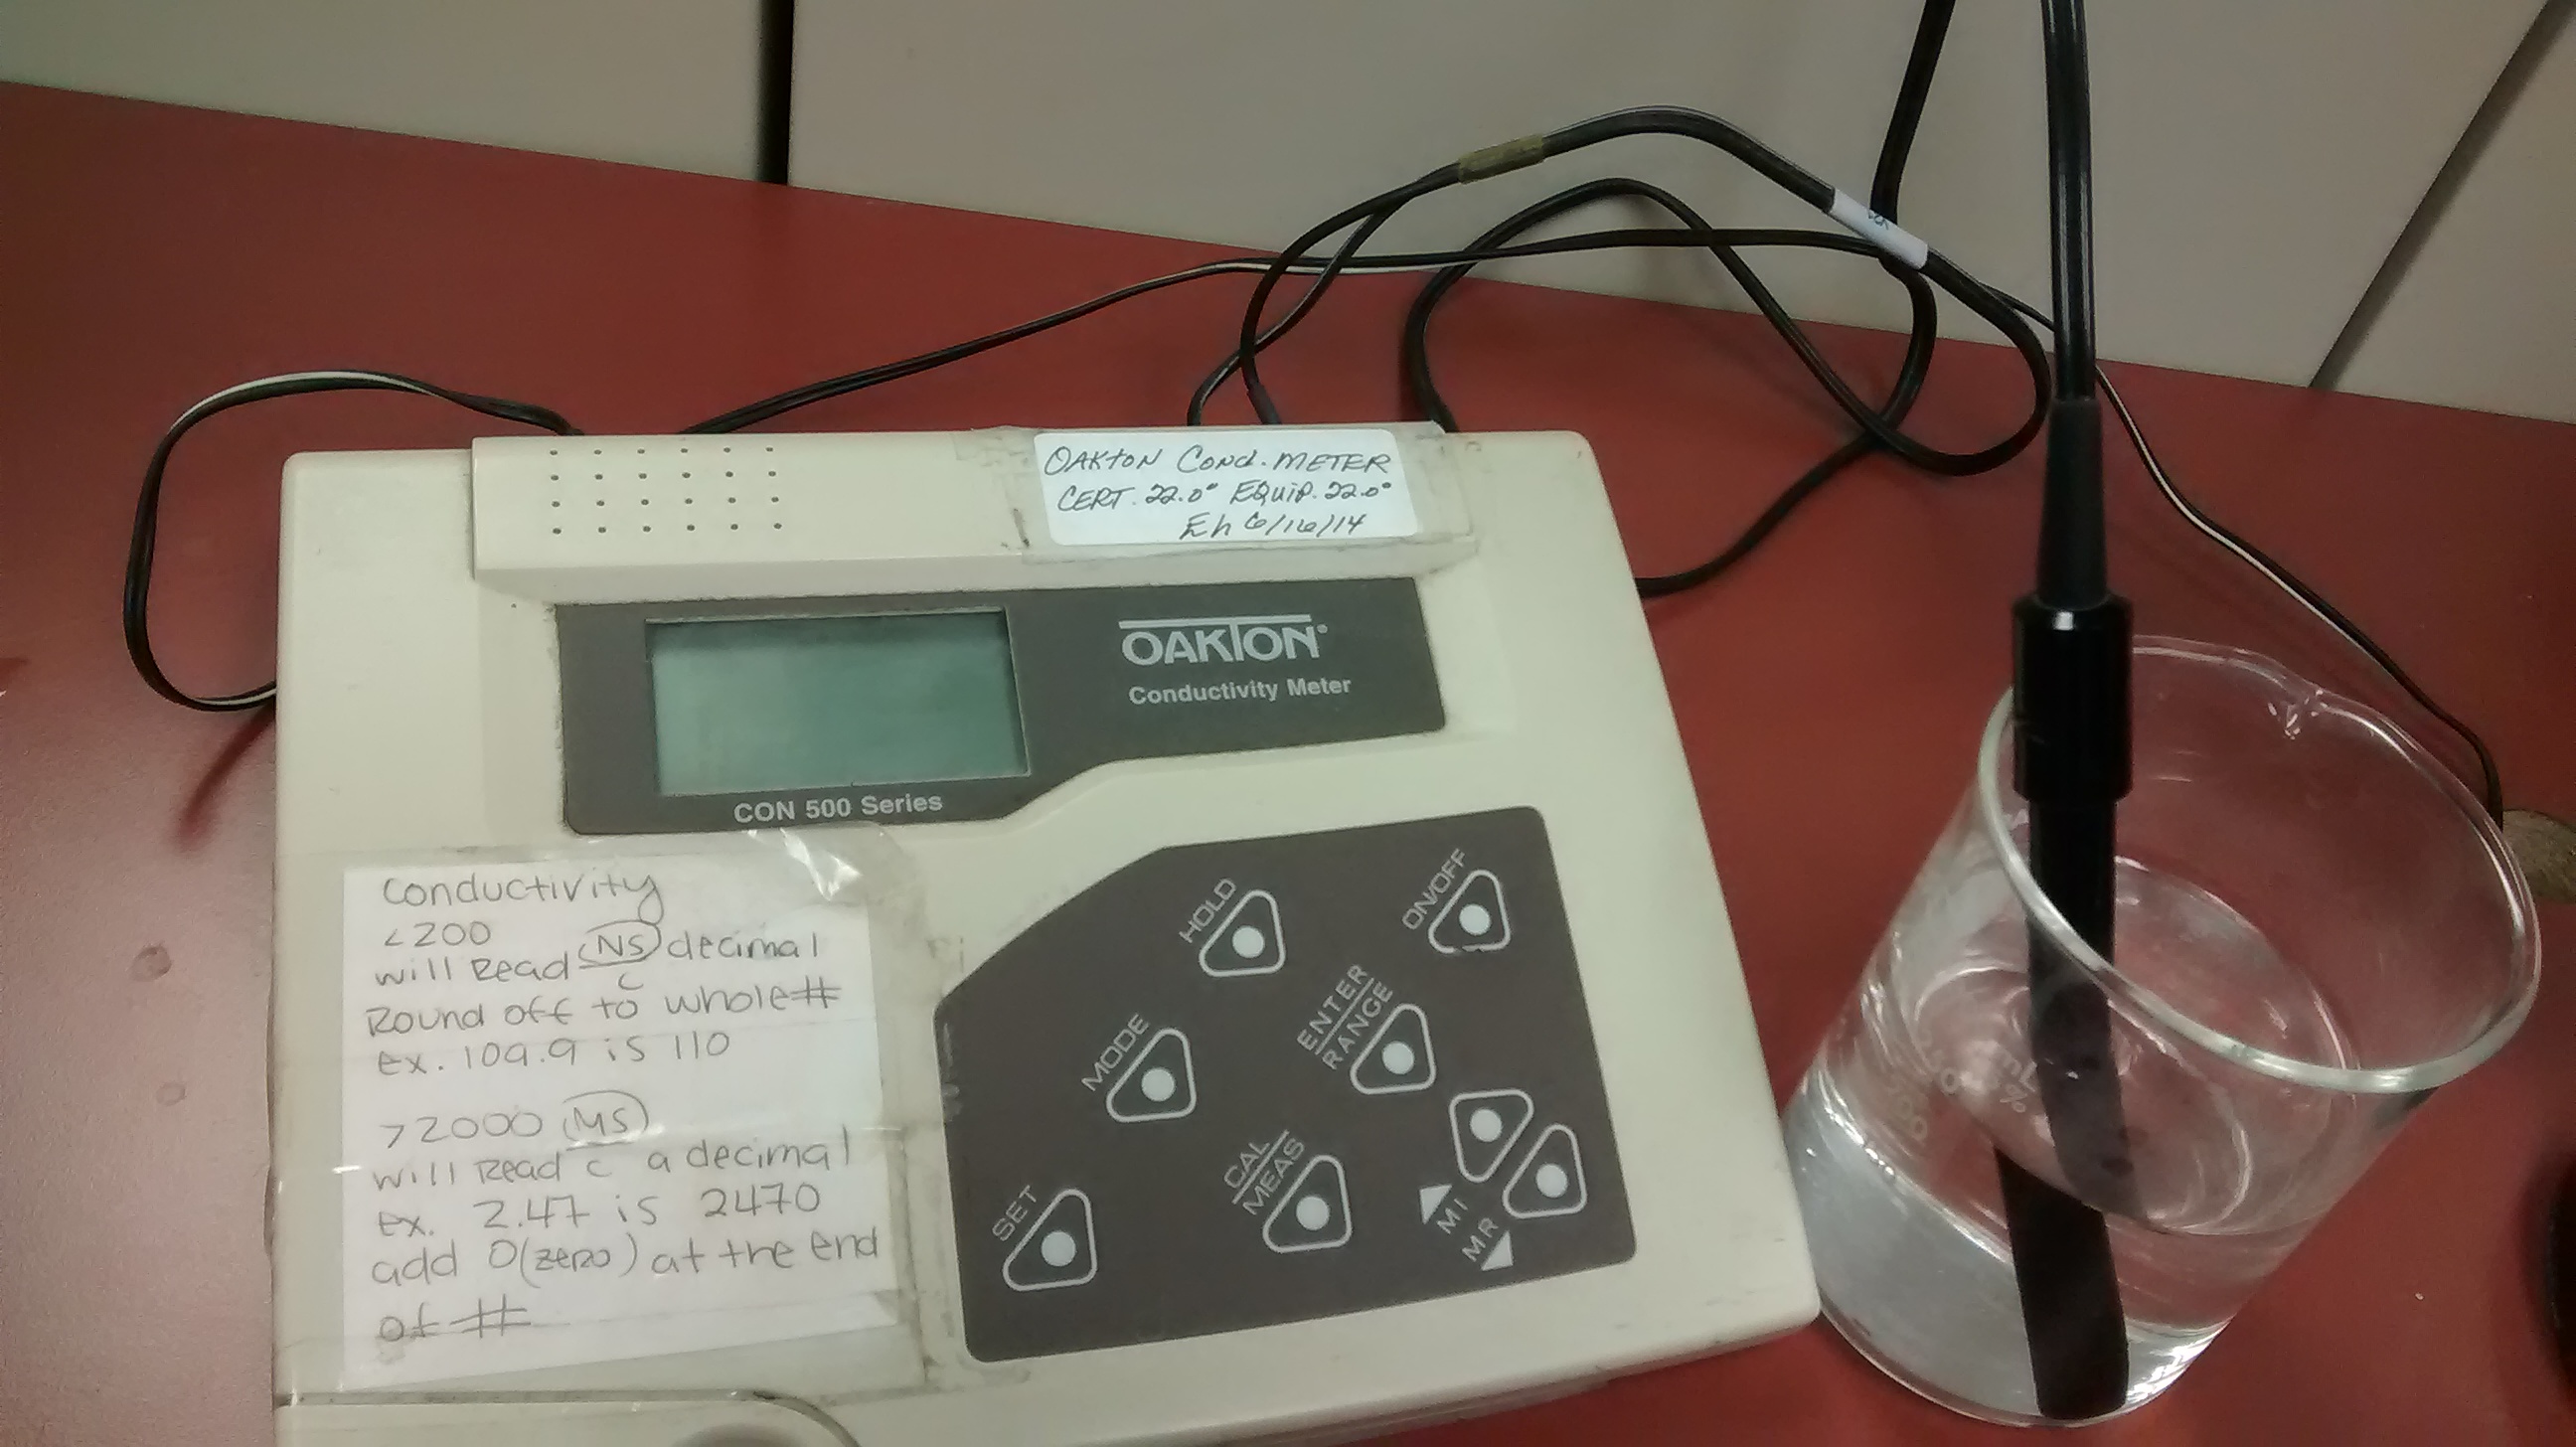 OAKTON COND. METER
CERT. 22.0° EQUIP. 22.0°
Eh 6/16/14
OAKTON®
Conductivity Meter
CON 500 Series
Conductivity
<200
will Read NS c decimal
Round off to whole #
ex. 109.9 is 110
>2000 MS
will Read c a decimal
ex. 2.47 is 2470
add 0(zero) at the end
of #
HOLD
ON/OFF
MODE
ENTER
RANGE
SET
CAL
MEAS
MI
MR